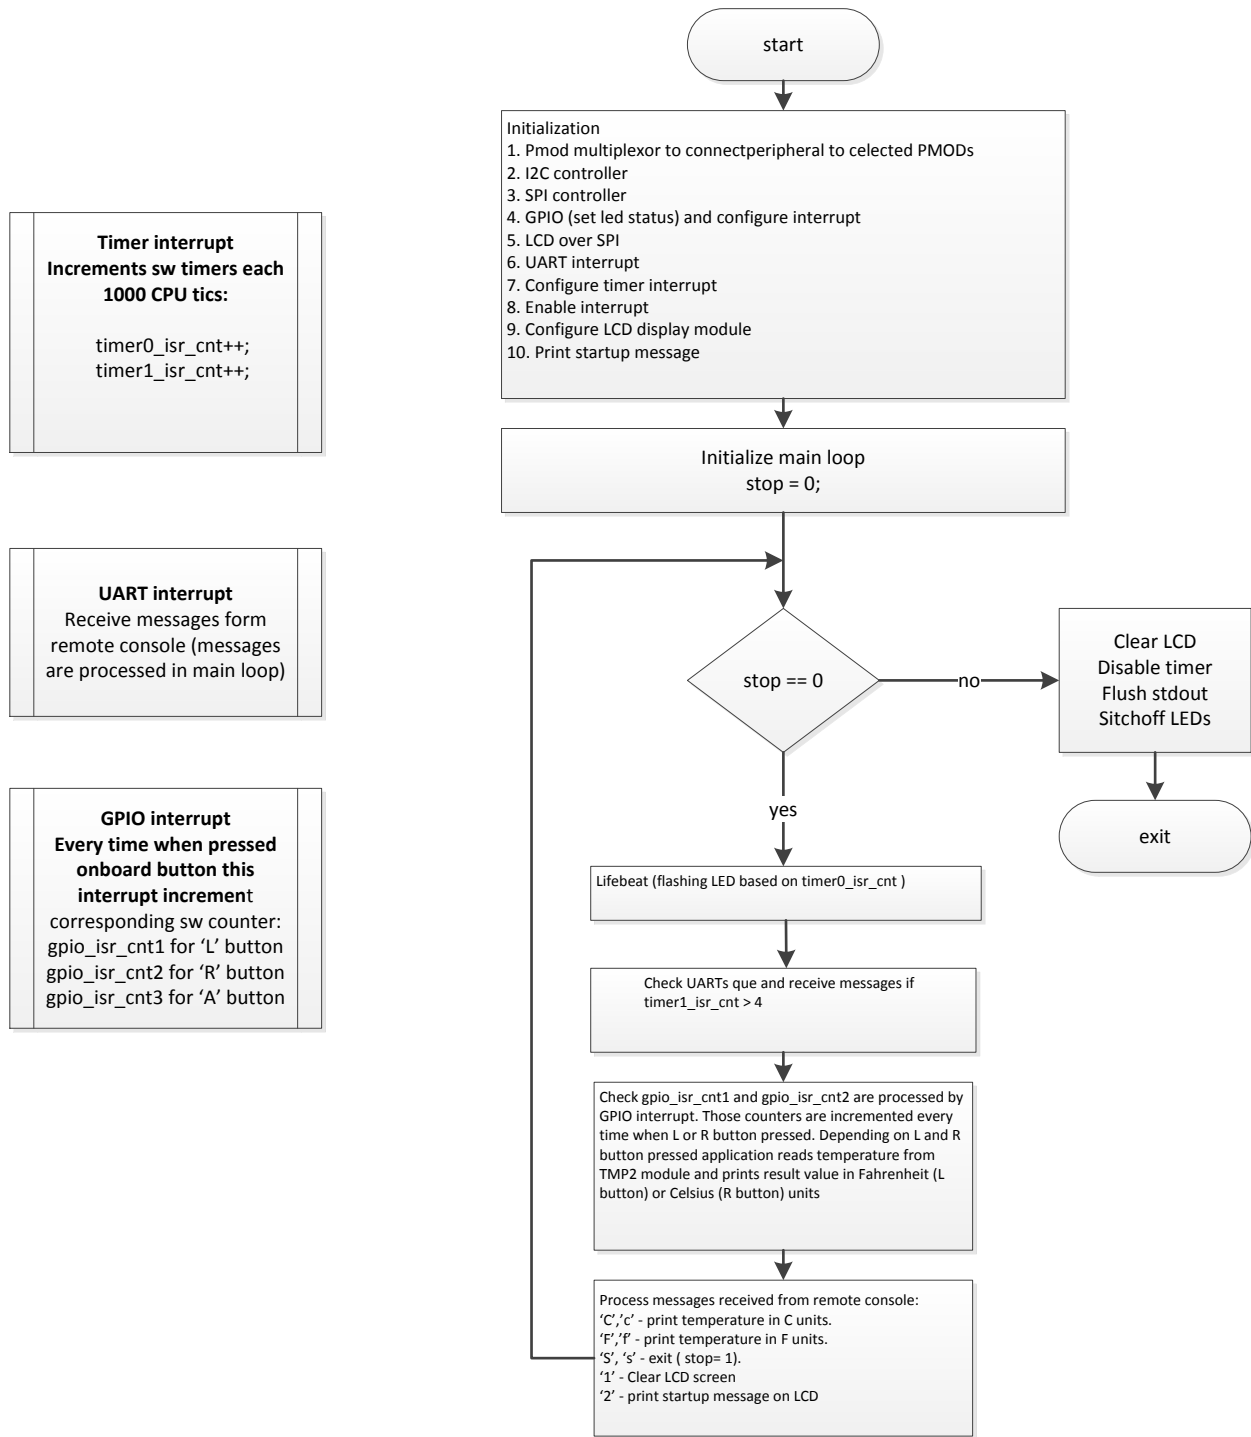 start
Initialization
1. Pmod multiplexor to connectperipheral to celected PMODs
2. I2C controller
3. SPI controller
4. GPIO (set led status) and configure interrupt
5. LCD over SPI
6. UART interrupt
7. Configure timer interrupt
8. Enable interrupt
9. Configure LCD display module
10. Print startup message
Timer interrupt
Increments sw timers each
1000 CPU tics:
timer0_isr_cnt++;
timer1_isr_cnt++;
Initialize main loop
stop = 0;
UART interrupt
Receive messages form
remote console (messages
are processed in main loop)
stop == 0
no
Clear LCD
Disable timer
Flush stdout
Sitchoff LEDs
yes
exit
GPIO interrupt
Every time when pressed
onboard button this
interrupt increment
corresponding sw counter:
gpio_isr_cnt1 for ‘L’ button
gpio_isr_cnt2 for ‘R’ button
gpio_isr_cnt3 for ‘A’ button
Lifebeat (flashing LED based on timer0_isr_cnt )
Check UARTs que and receive messages if
timer1_isr_cnt > 4
Check gpio_isr_cnt1 and gpio_isr_cnt2 are processed by
GPIO interrupt. Those counters are incremented every
time when L or R button pressed. Depending on L and R
button pressed application reads temperature from
TMP2 module and prints result value in Fahrenheit (L
button) or Celsius (R button) units
Process messages received from remote console:
‘C’,’c’ - print temperature in C units.
‘F’,’f’ - print temperature in F units.
‘S’, ‘s’ - exit ( stop= 1).
‘1’ - Clear LCD screen
‘2’ - print startup message on LCD